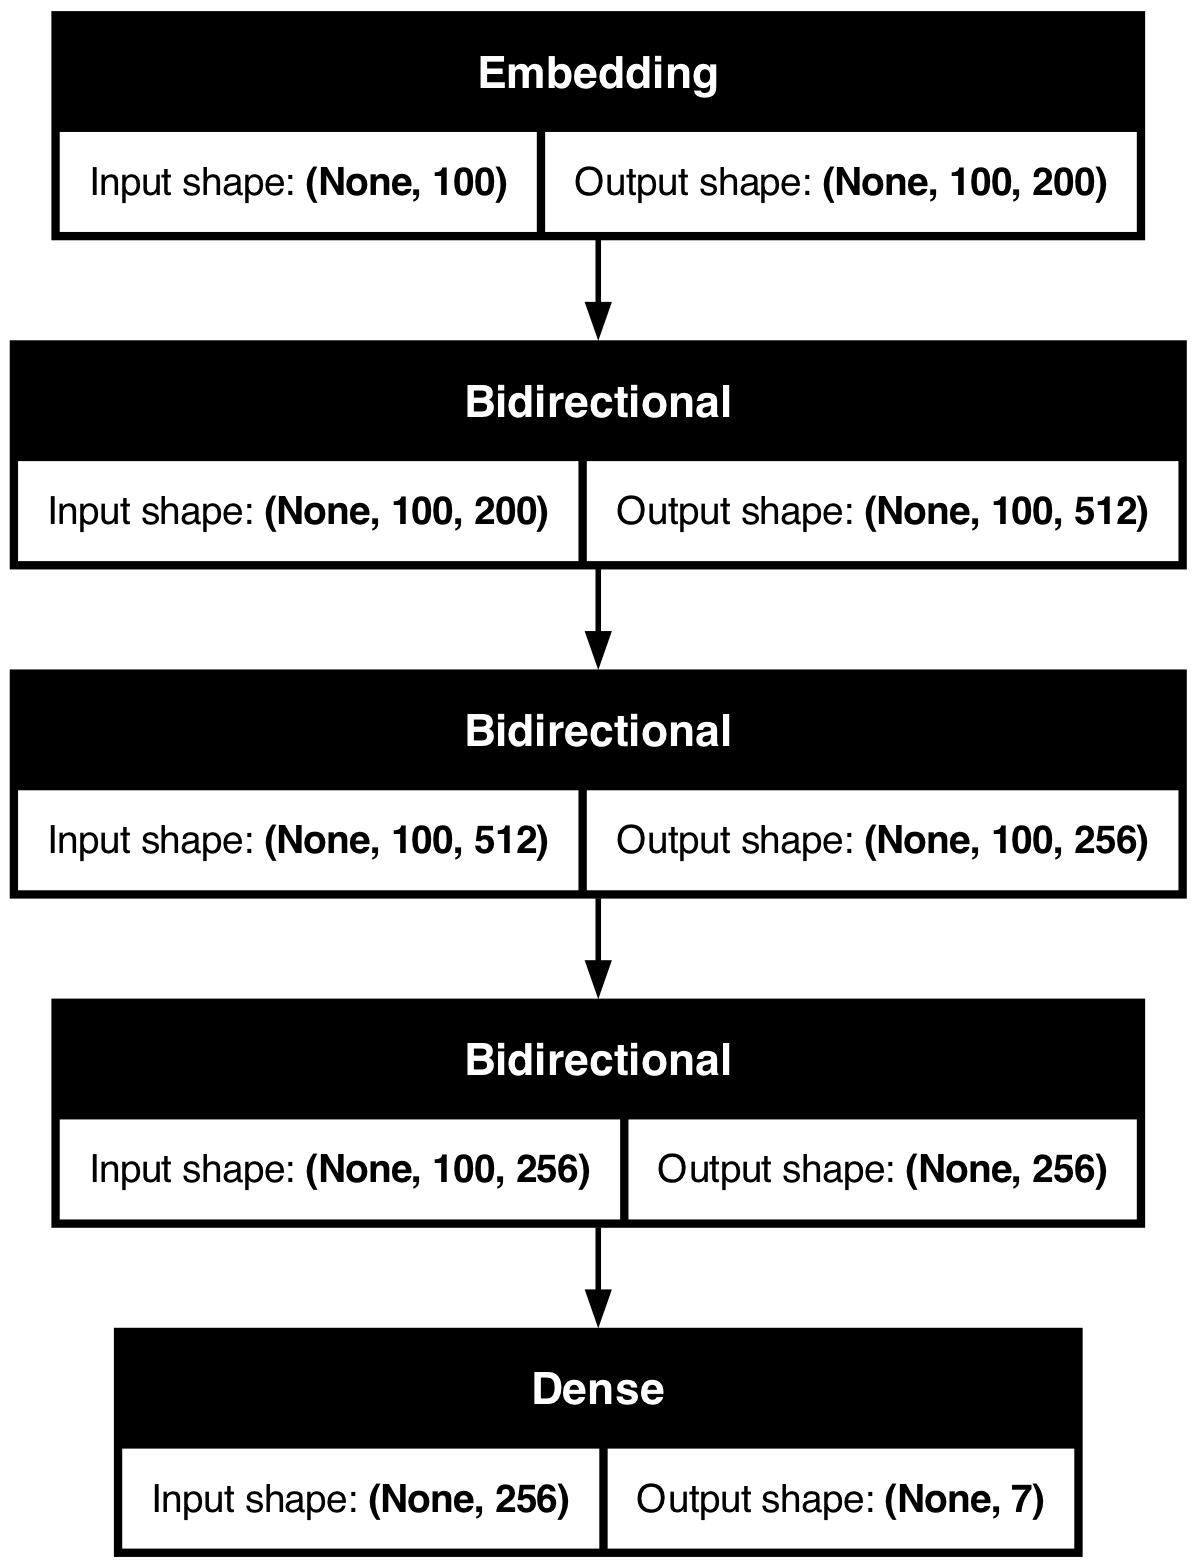 Embedding
Input shape: (None, 100) Output shape: (None, 100, 200)
Bidirectional
Input shape: (None, 100, 200) Output shape: (None, 100, 512)
Bidirectional
Input shape: (None, 100, 512) Output shape: (None, 100, 256)
Bidirectional
Input shape: (None, 100, 256) Output shape: (None, 256)
Dense
Input shape: (None, 256) Output shape: (None, 7)